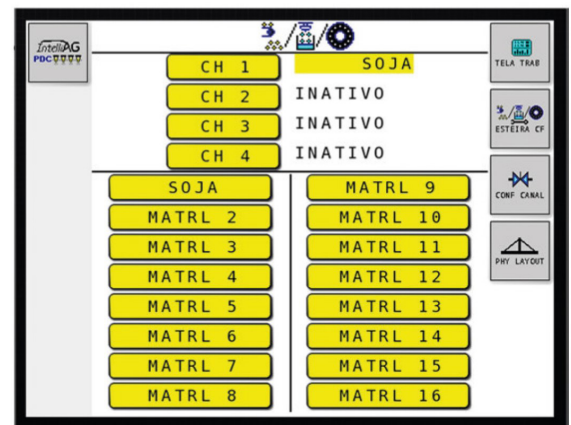 IntelliAG
PDC
CH 1 SOJA
CH 2 INATIVO
CH 3 INATIVO
CH 4 INATIVO
SOJA
MATRL 2
MATRL 3
MATRL 4
MATRL 5
MATRL 6
MATRL 7
MATRL 8
MATRL 9
MATRL 10
MATRL 11
MATRL 12
MATRL 13
MATRL 14
MATRL 15
MATRL 16
TELA TRAB
ESTEIRA CF
CONF CANAL
PHY LAYOUT